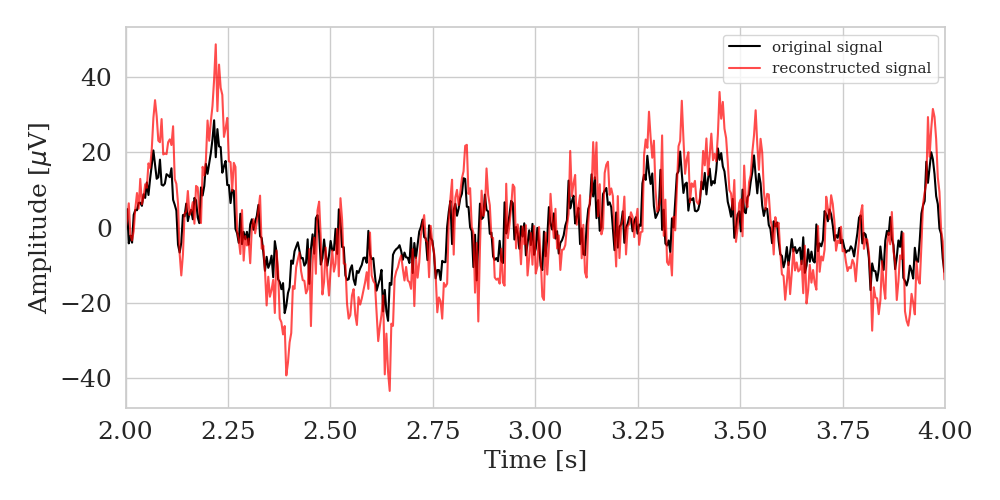 original signal
reconstructed signal
Amplitude [μV]
40
20
0
−20
−40
2.00 2.25 2.50 2.75 3.00 3.25 3.50 3.75 4.00
Time [s]